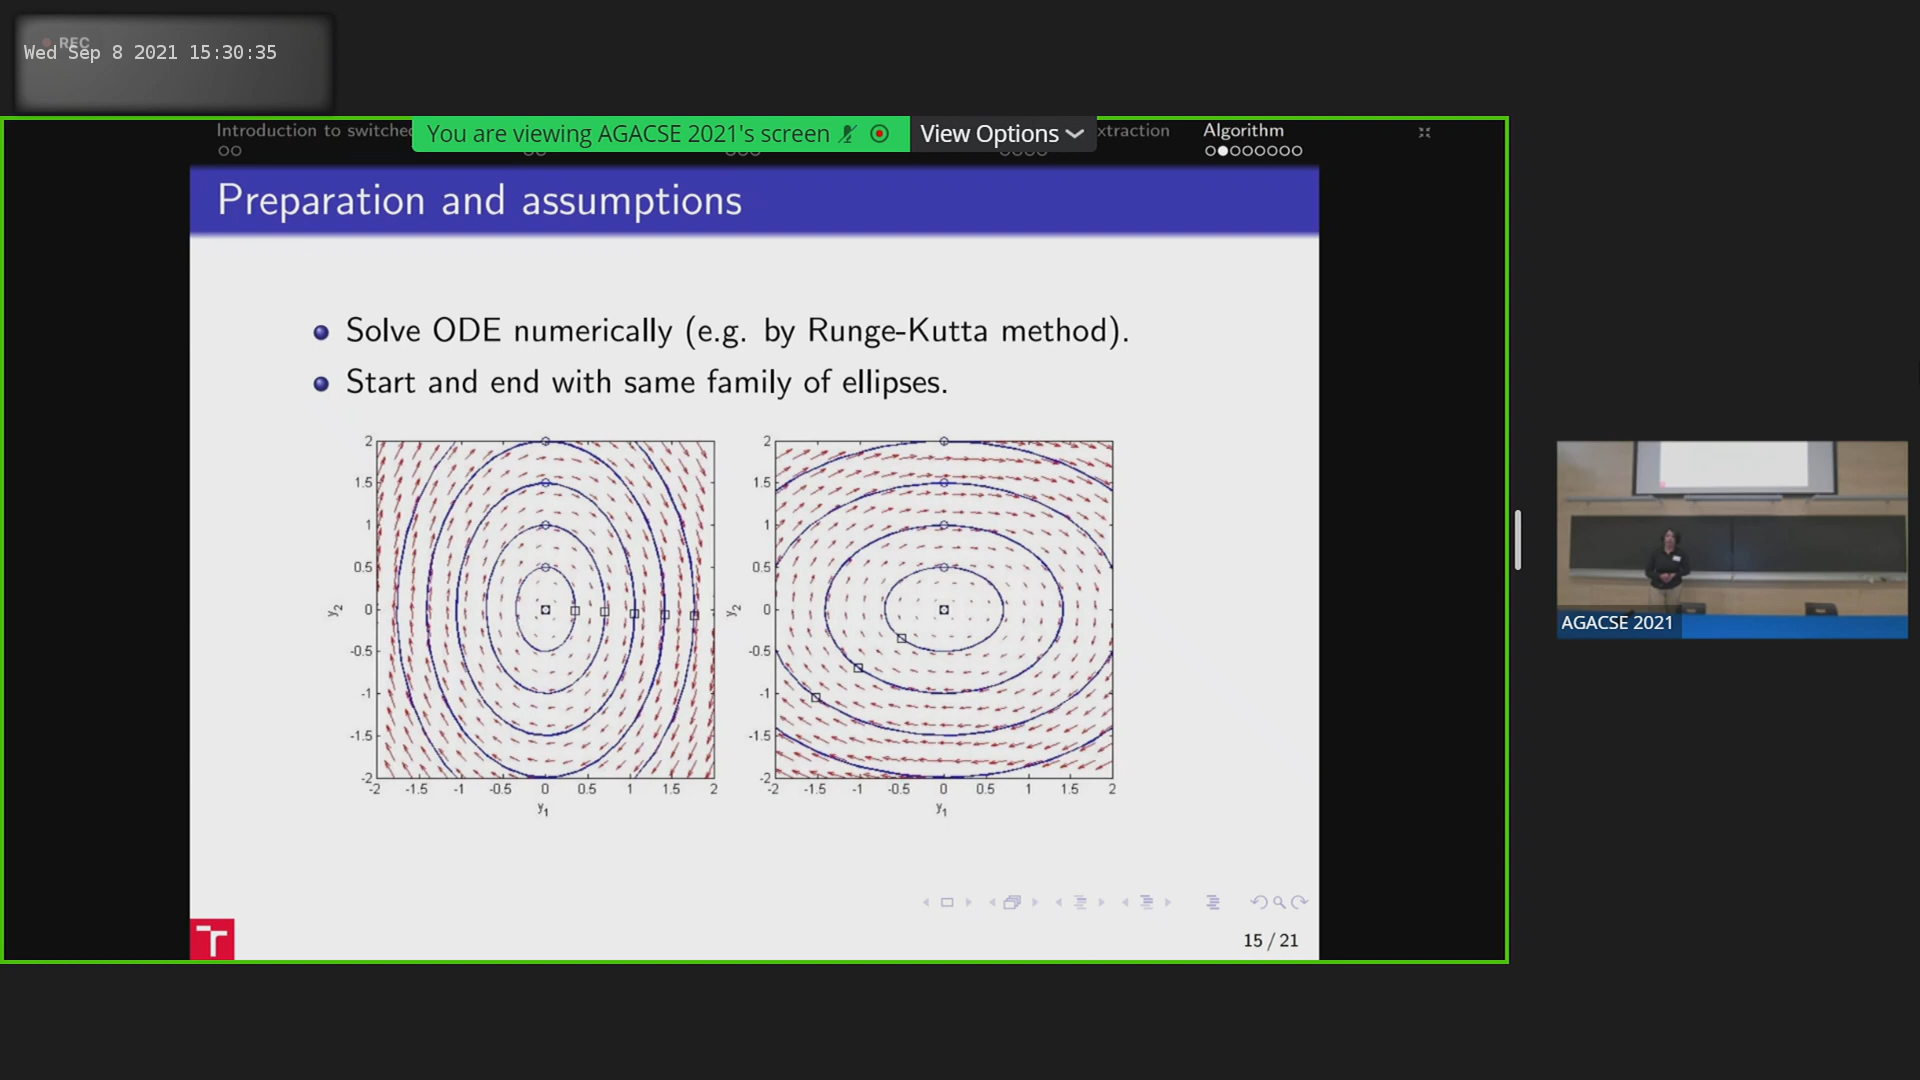 REC
Wed Sep 8 2021 15:30:35
Introduction to switched
You are viewing AGACSE 2021's screen
View Options
xtraction
Algorithm
Preparation and assumptions
Solve ODE numerically (e.g. by Runge-Kutta method).
Start and end with same family of ellipses.
2
1.5
1
0.5
0
-0.5
-1
-1.5
-2
y2
-2 -1.5 -1 -0.5 0 0.5 1 1.5 2
y1
2
1.5
1
0.5
0
-0.5
-1
-1.5
-2
y2
-2 -1.5 -1 -0.5 0 0.5 1 1.5 2
y1
15 / 21
AGACSE 2021